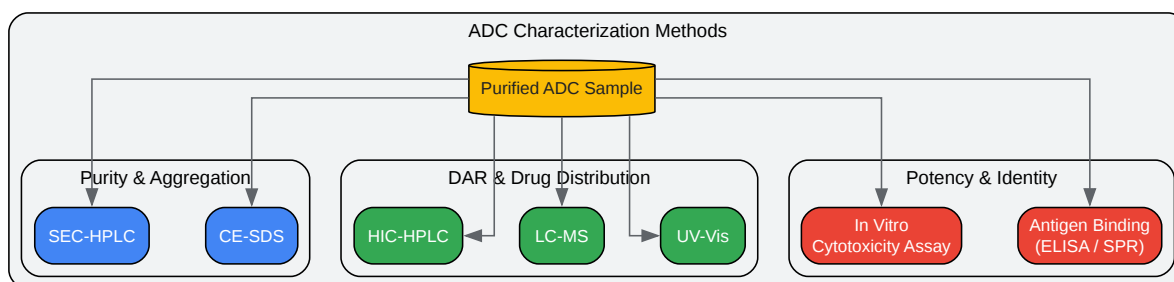 ADC Characterization Methods
Purified ADC Sample
Purity & Aggregation
DAR & Drug Distribution
Potency & Identity
SEC-HPLC
CE-SDS
HIC-HPLC
LC-MS
UV-Vis
In Vitro
Cytotoxicity Assay
Antigen Binding
(ELISA / SPR)